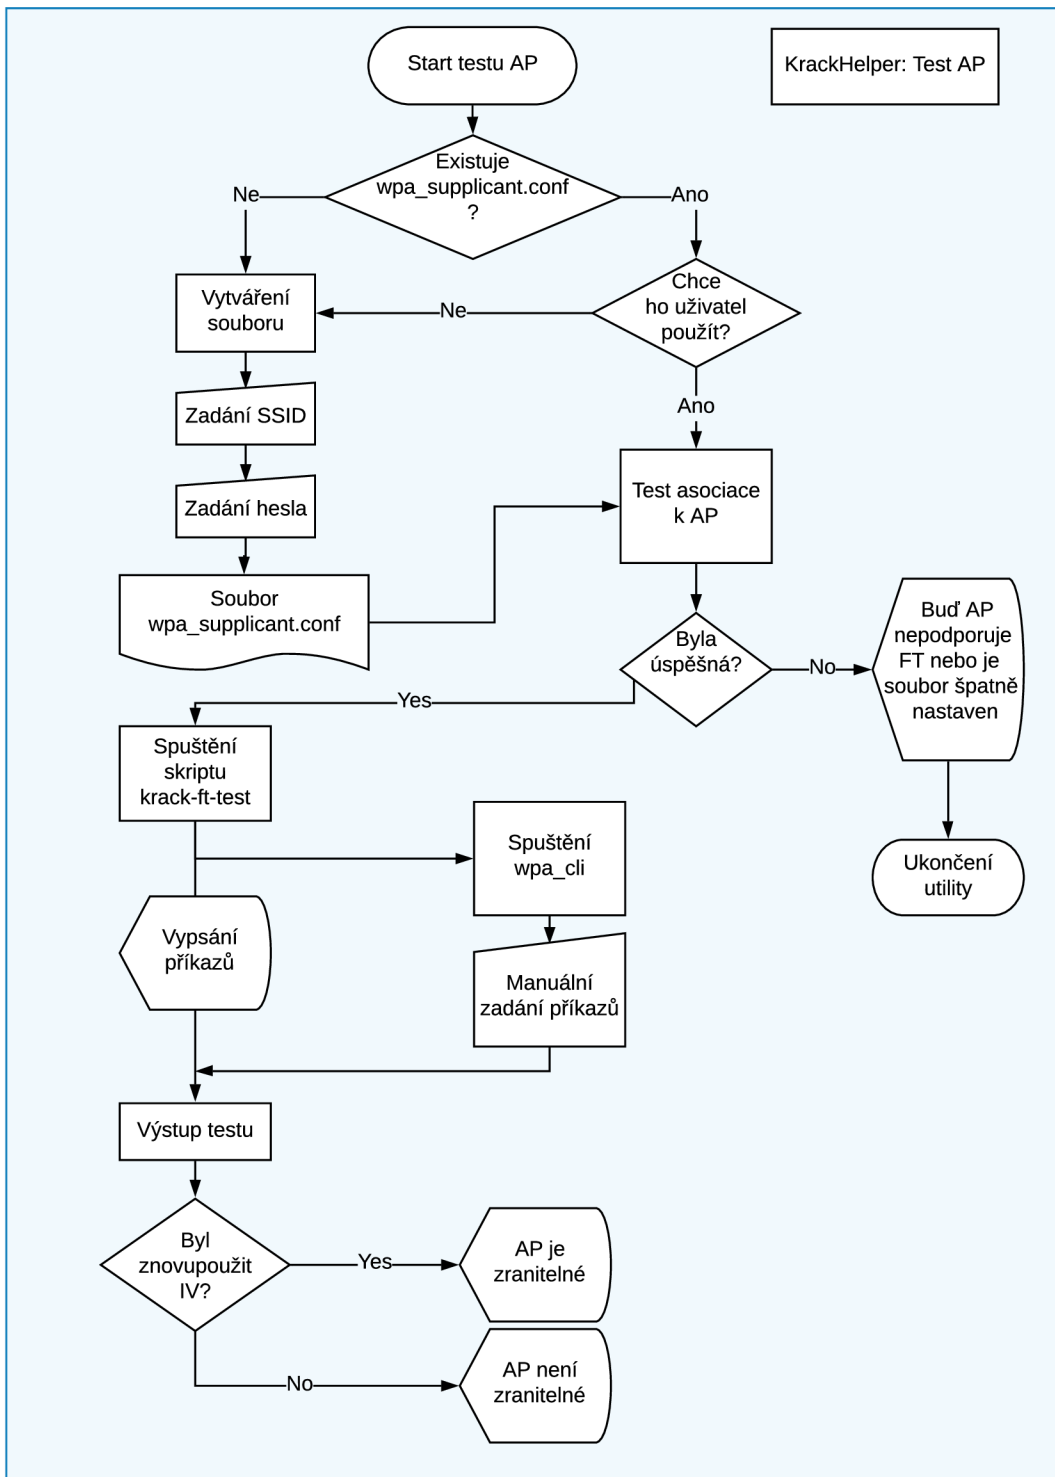 Start testu AP
KrackHelper: Test AP
Existuje
wpa_supplicant.conf
?
Ne
Ano
Chce
ho uživatel
použít?
Ne
Vytváření
souboru
Ano
Zadání SSID
Test asociace
k AP
Zadání hesla
Soubor
wpa_supplicant.conf
Byla
úspěšná?
No
Buď AP
nepodporuje
FT nebo je
soubor špatně
nastaven
Yes
Spuštění
skriptu
krack-ft-test
Spuštění
wpa_cli
Ukončení
utility
Vypsání
příkazů
Manuální
zadání příkazů
Výstup testu
Byl
znovupoužit
IV?
Yes
AP je
zranitelné
No
AP není
zranitelné